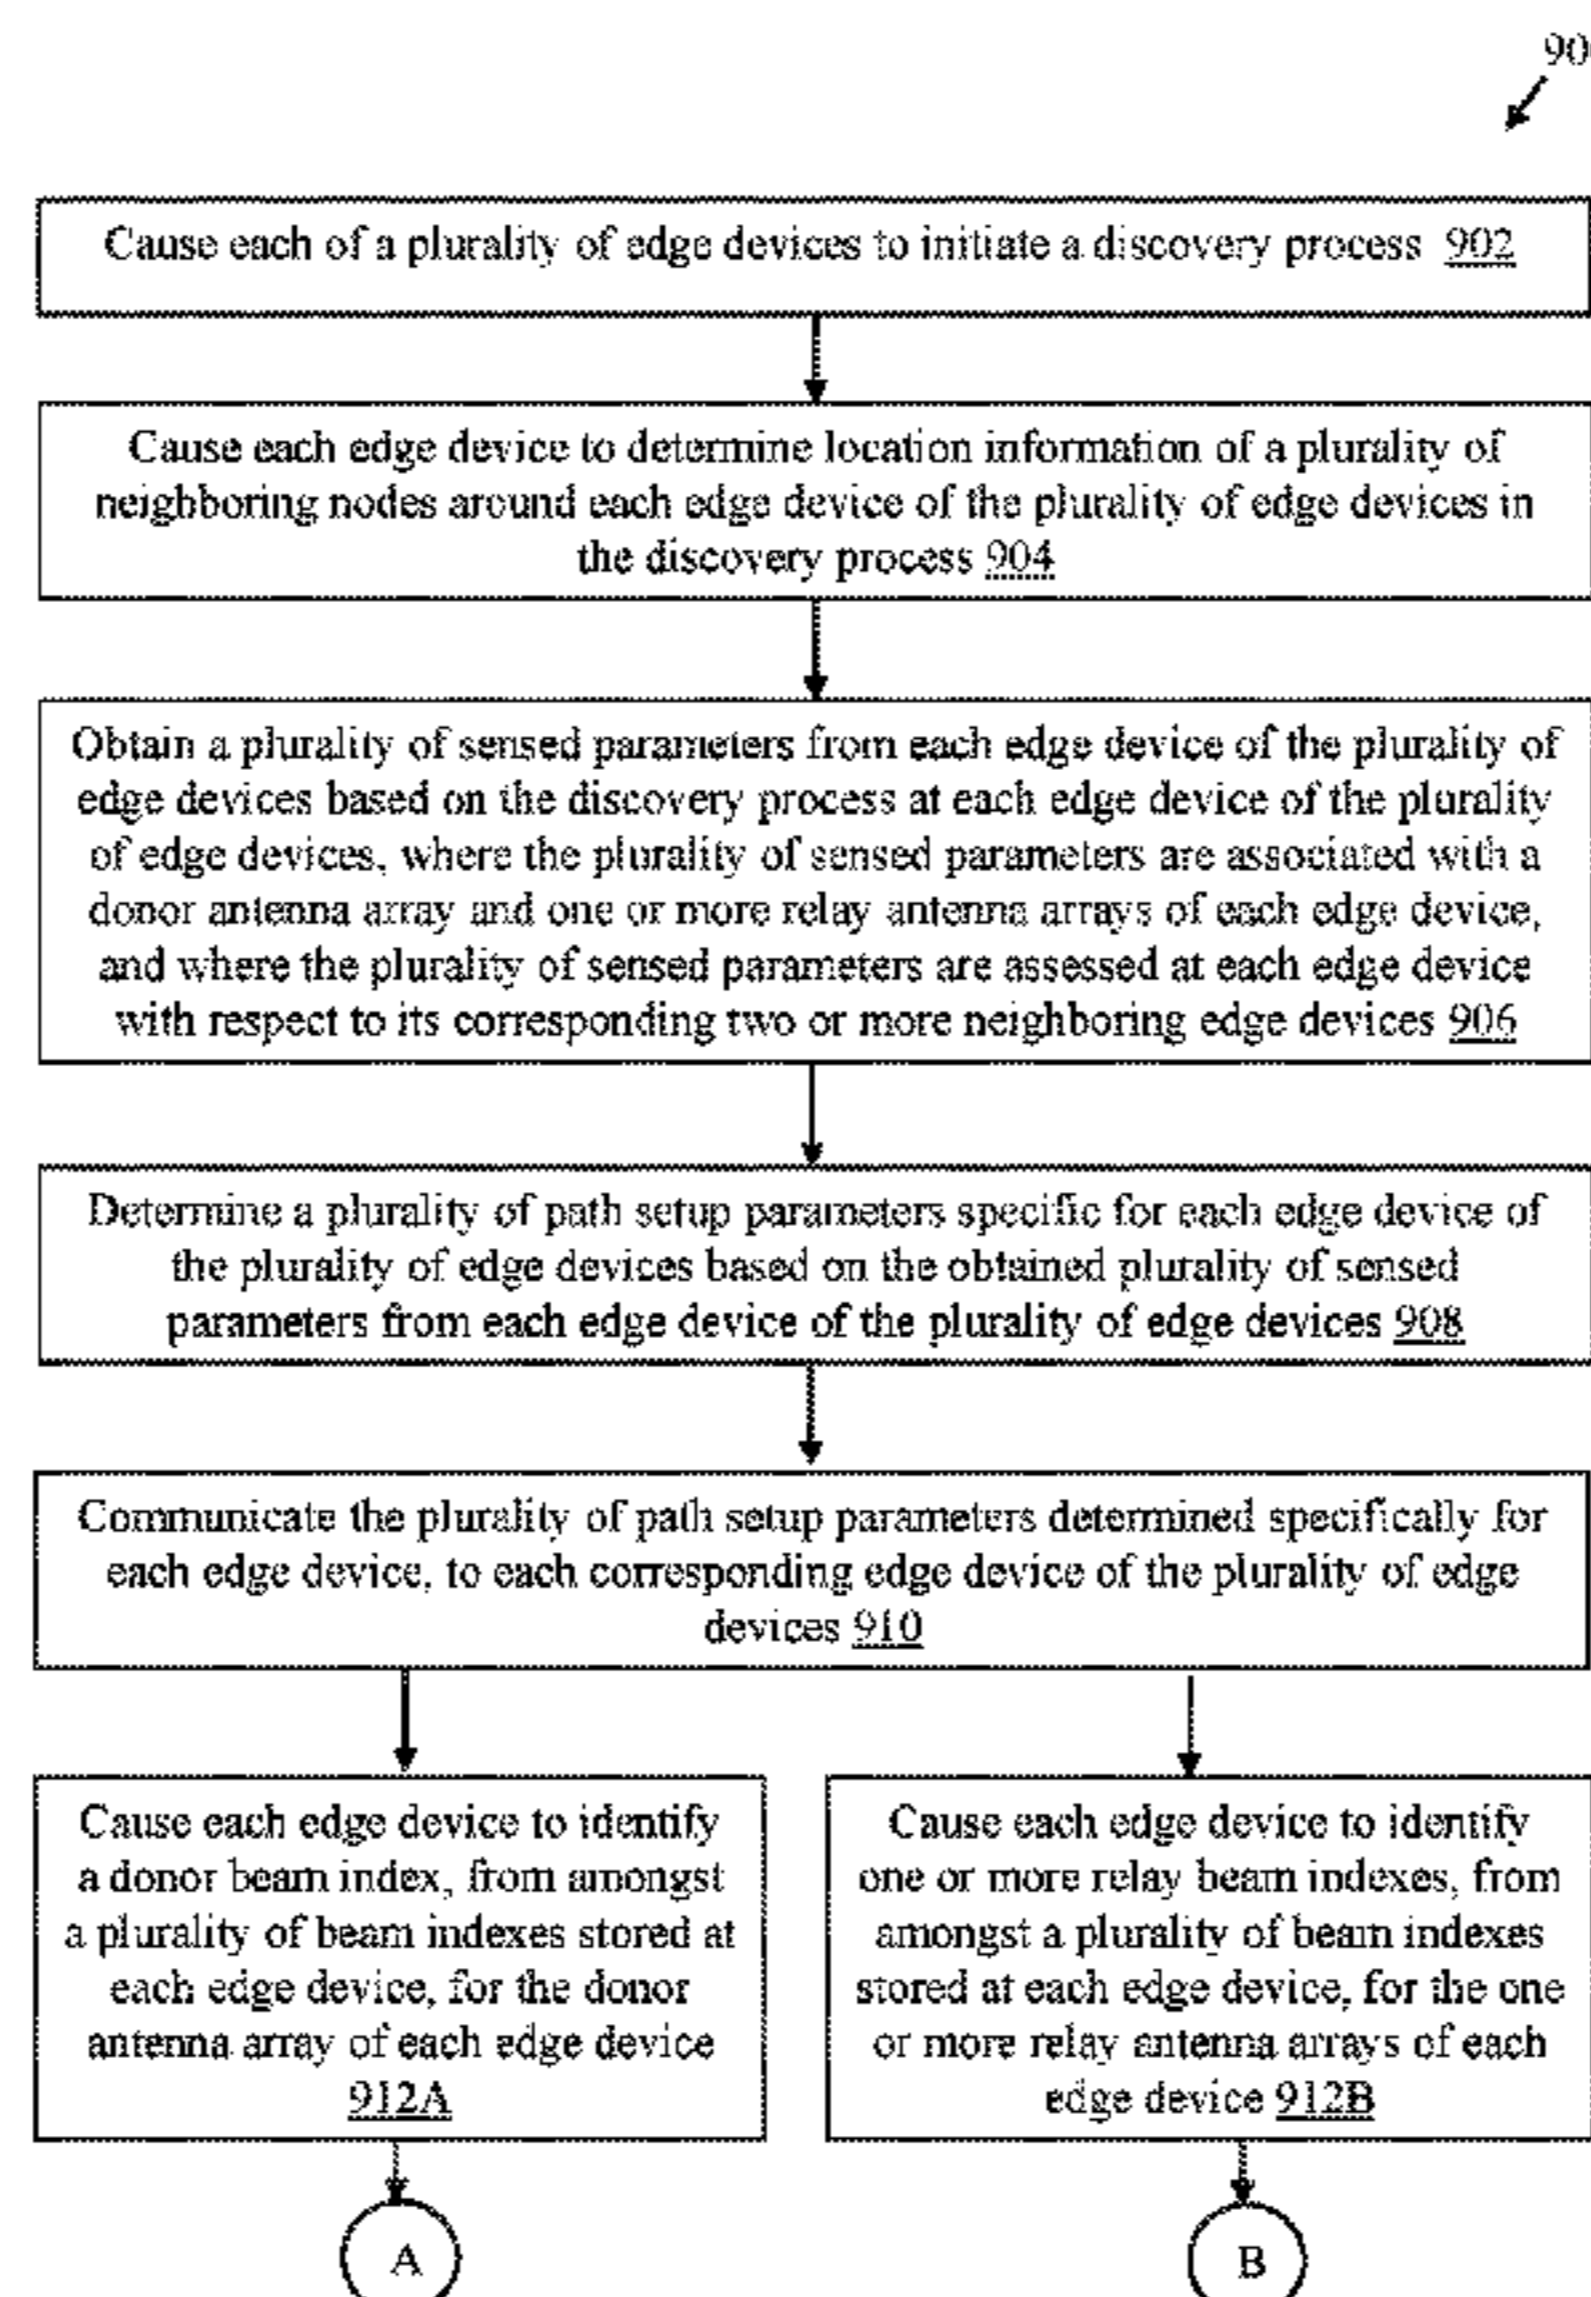 90
Cause each of a plurality of edge devices to initiate a discovery process 902
Cause each edge device to determine location information of a plurality of
neighboring nodes around each edge device of the plurality of edge devices in
the discovery process 904
Obtain a plurality of sensed parameters from each edge device of the plurality of
edge devices based on the discovery process at each edge device of the plurality
of edge devices, where the plurality of sensed parameters are associated with a
donor antenna array and one or more relay antenna arrays of each edge device,
and where the plurality of sensed parameters are assessed at each edge device
with respect to its corresponding two or more neighboring edge devices 906
Determine a plurality of path setup parameters specific for each edge device of
the plurality of edge devices based on the obtained plurality of sensed
parameters from each edge device of the plurality of edge devices 908
Communicate the plurality of path setup parameters determined specifically for
each edge device, to each corresponding edge device of the plurality of edge
devices 910
Cause each edge device to identify
a donor beam index, from amongst
a plurality of beam indexes stored at
each edge device, for the donor
antenna array of each edge device
912A
Cause each edge device to identify
one or more relay beam indexes, from
amongst a plurality of beam indexes
stored at each edge device, for the one
or more relay antenna arrays of each
edge device 912B
A
B